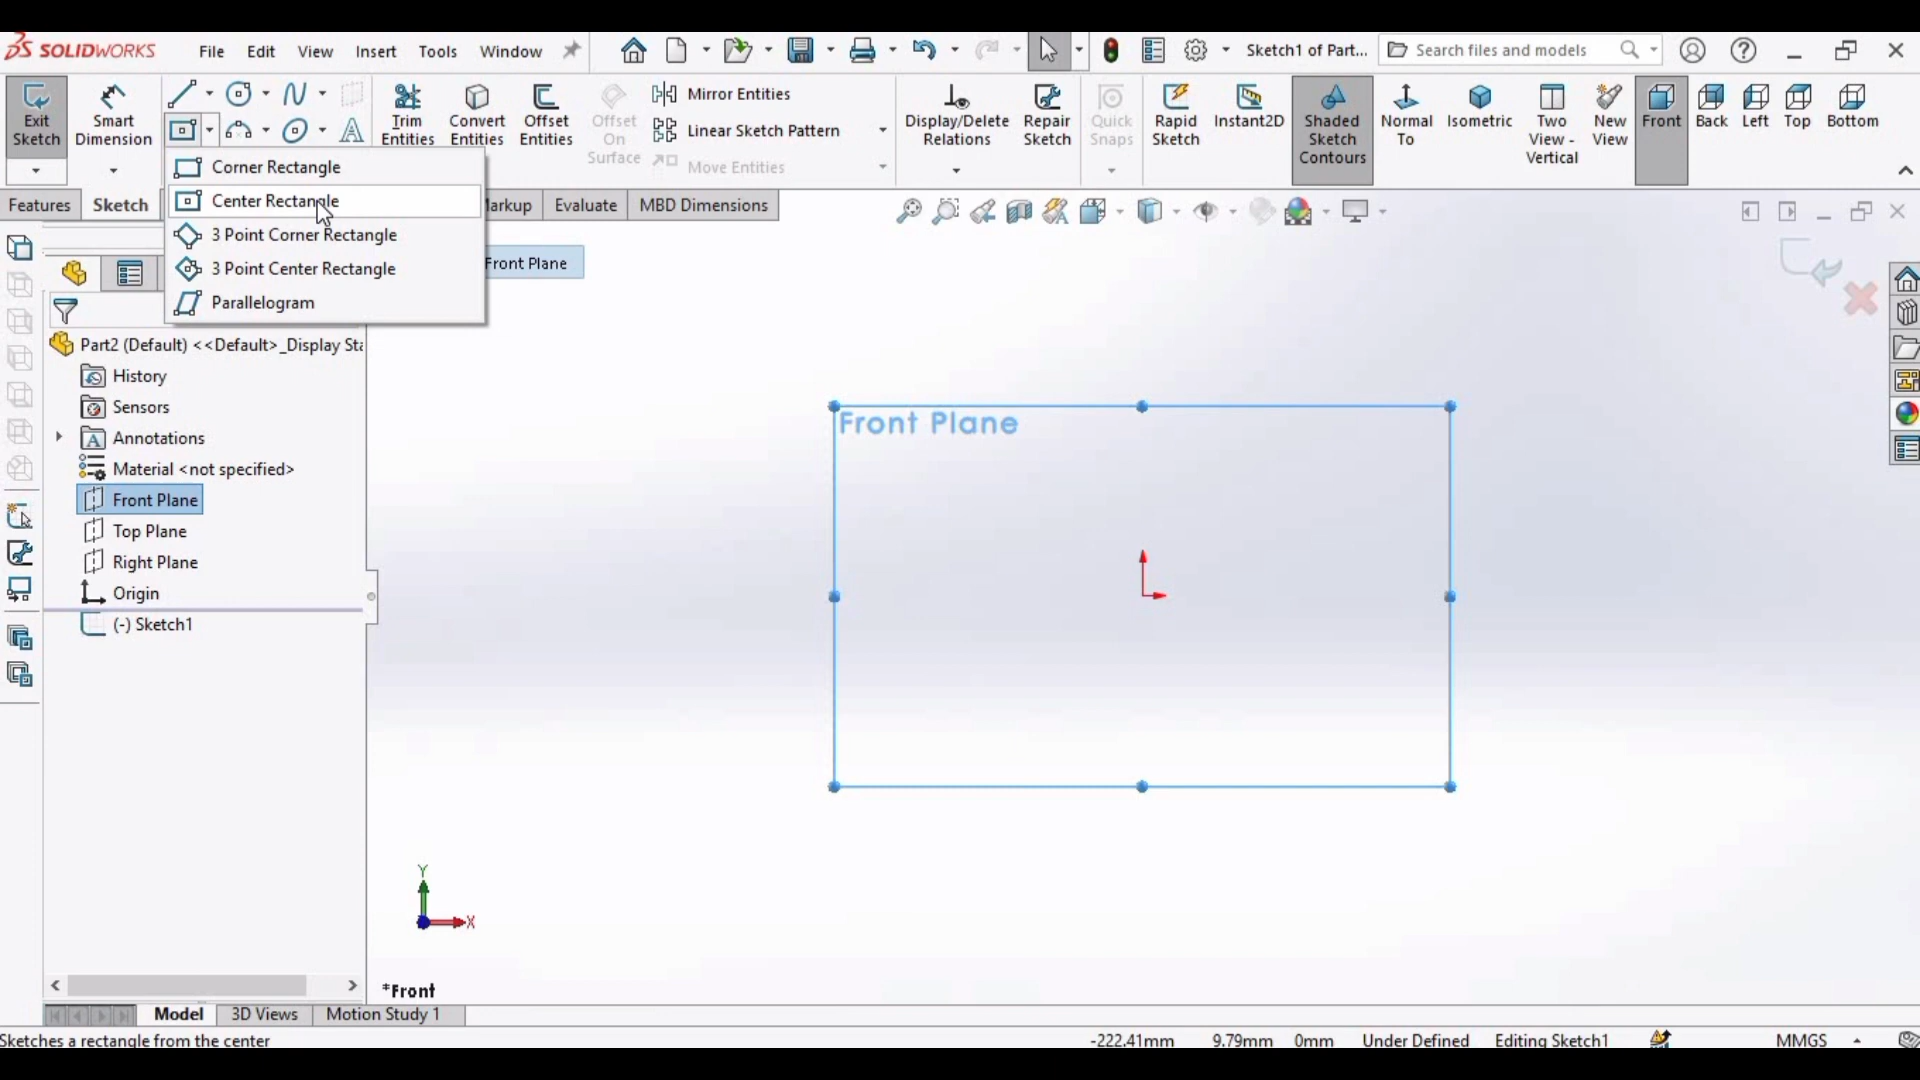 SOLIDWORKS File Edit View Insert Tools Window Sketch1 of Part... Search files and models
Exit Sketch
Smart Dimension
Trim Entities
Convert Entities
Offset Entities
Offset On Surface
Mirror Entities
Linear Sketch Pattern
Move Entities
Display/Delete Relations
Repair Sketch
Quick Snaps
Rapid Sketch
Instant2D
Shaded Sketch Contours
Normal To
Isometric
Two View - Vertical
New View
Front
Back
Left
Top
Bottom
Corner Rectangle
Center Rectangle
3 Point Corner Rectangle
3 Point Center Rectangle
Parallelogram
Features Sketch arkup Evaluate MBD Dimensions
Front Plane
Part2 (Default) <<Default>_Display Sta
History
Sensors
Annotations
Material <not specified>
Front Plane
Top Plane
Right Plane
Origin
(-) Sketch1
Front Plane
Y
X
*Front
Model 3D Views Motion Study 1
Sketches a rectangle from the center -222.41mm 9.79mm 0mm Under Defined Editing Sketch1 MMGS